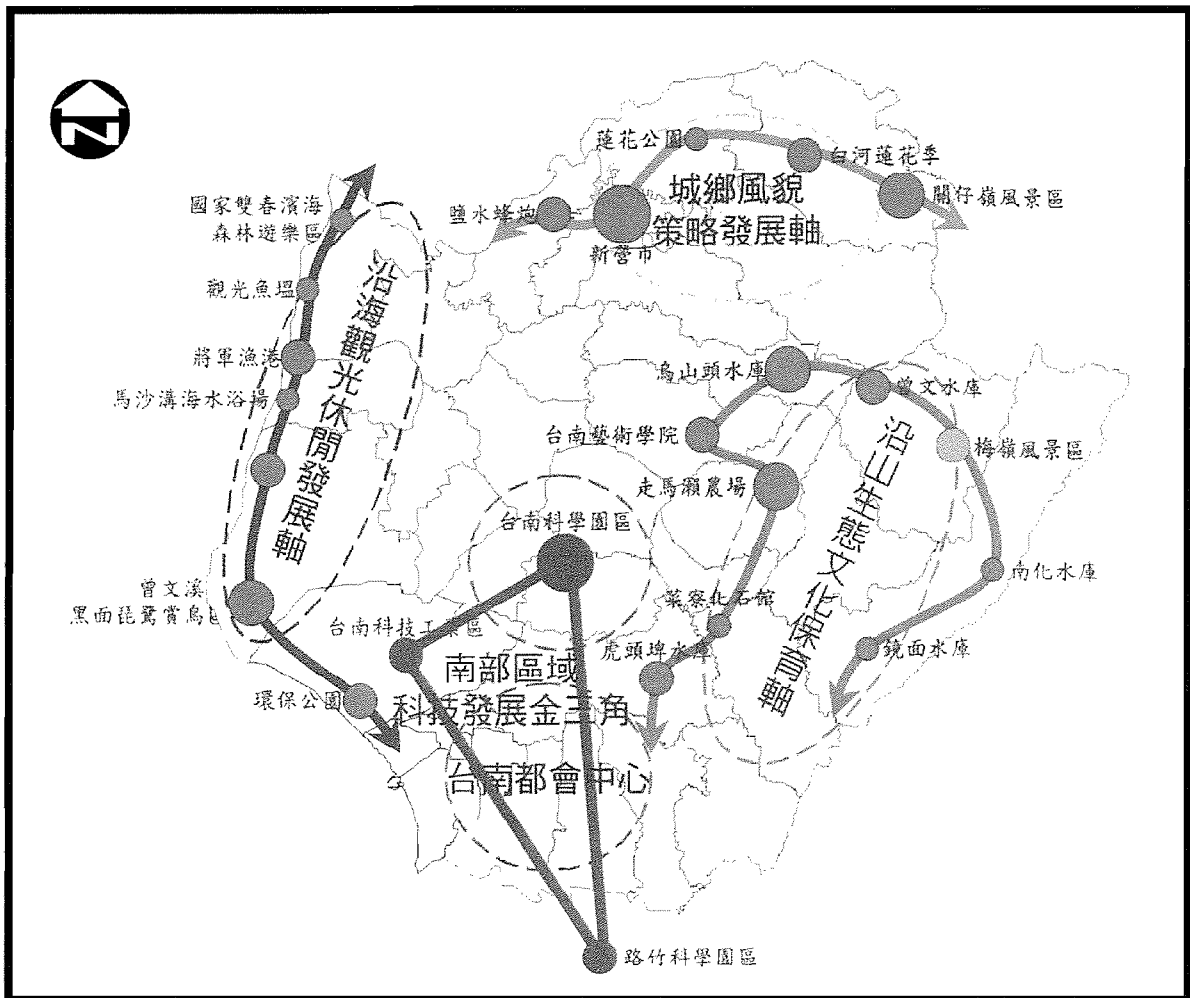 N
蓮花公園
白河蓮花季
關仔嶺風景區
城鄉風貌
策略發展軸
鹽水蜂炮
新營市
國家雙春濱海
森林遊樂區
觀光魚塭
將軍漁港
馬沙溝海水浴場
沿海觀光休閒發展軸
曾文溪
黑面琵鷺賞鳥區
環保公園
烏山頭水庫
曾文水庫
台南藝術學院
梅嶺風景區
走馬瀨農場
沿山生態文化保育軸
南化水庫
菜寮化石館
虎頭埤水庫
鏡面水庫
台南科學園區
台南科技工業區
南部區域
科技發展金三角
台南都會中心
路竹科學園區